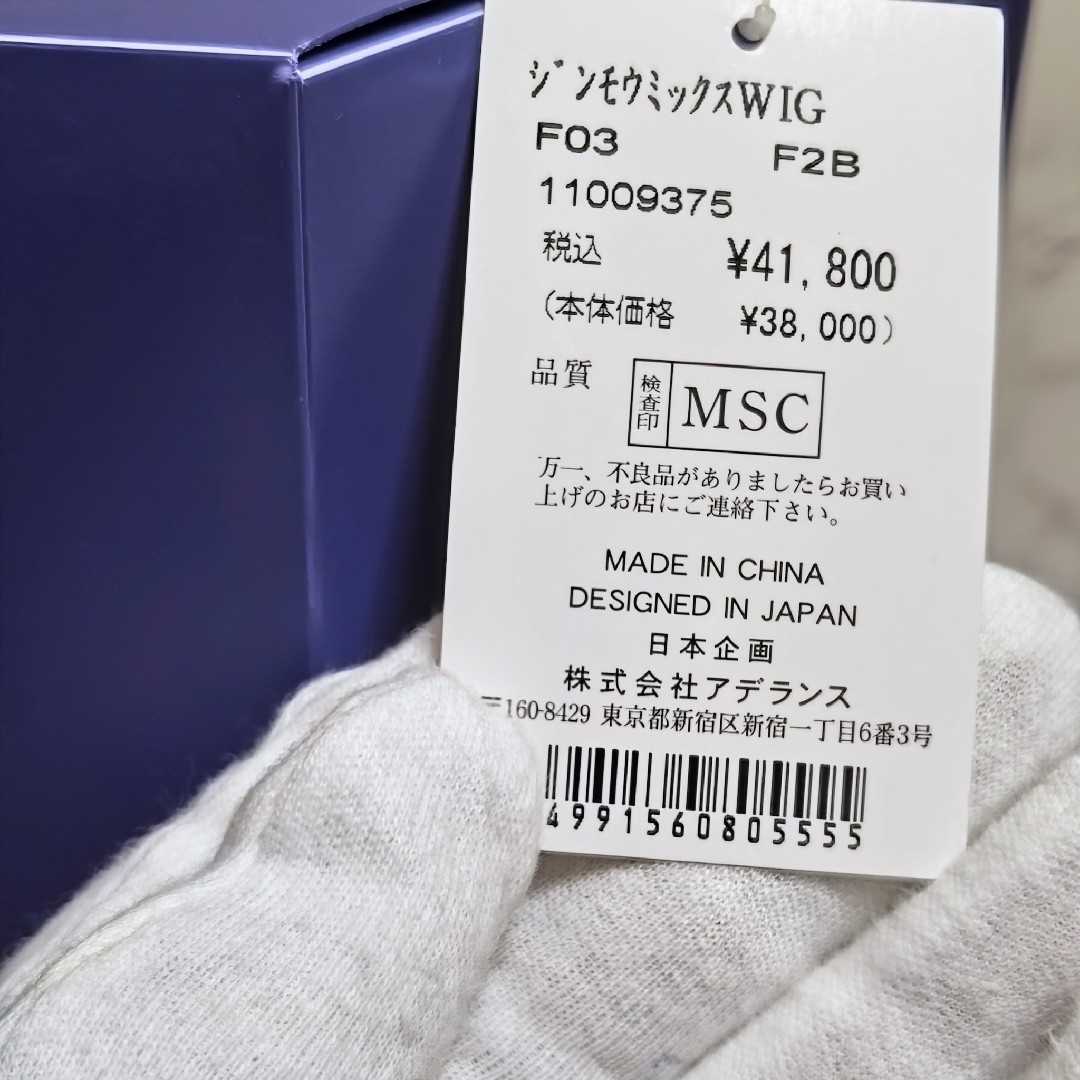 ジンモウミックスWIG
F03 F2B
11009375
税込 ¥41,800
(本体価格 ¥38,000)
品質 検査印 MSC
万一、不良品がありましたらお買い
上げのお店にご連絡下さい。
MADE IN CHINA
DESIGNED IN JAPAN
日本企画
株式会社アデランス
〒160-8429 東京都新宿区新宿一丁目6番3号
4991560805555